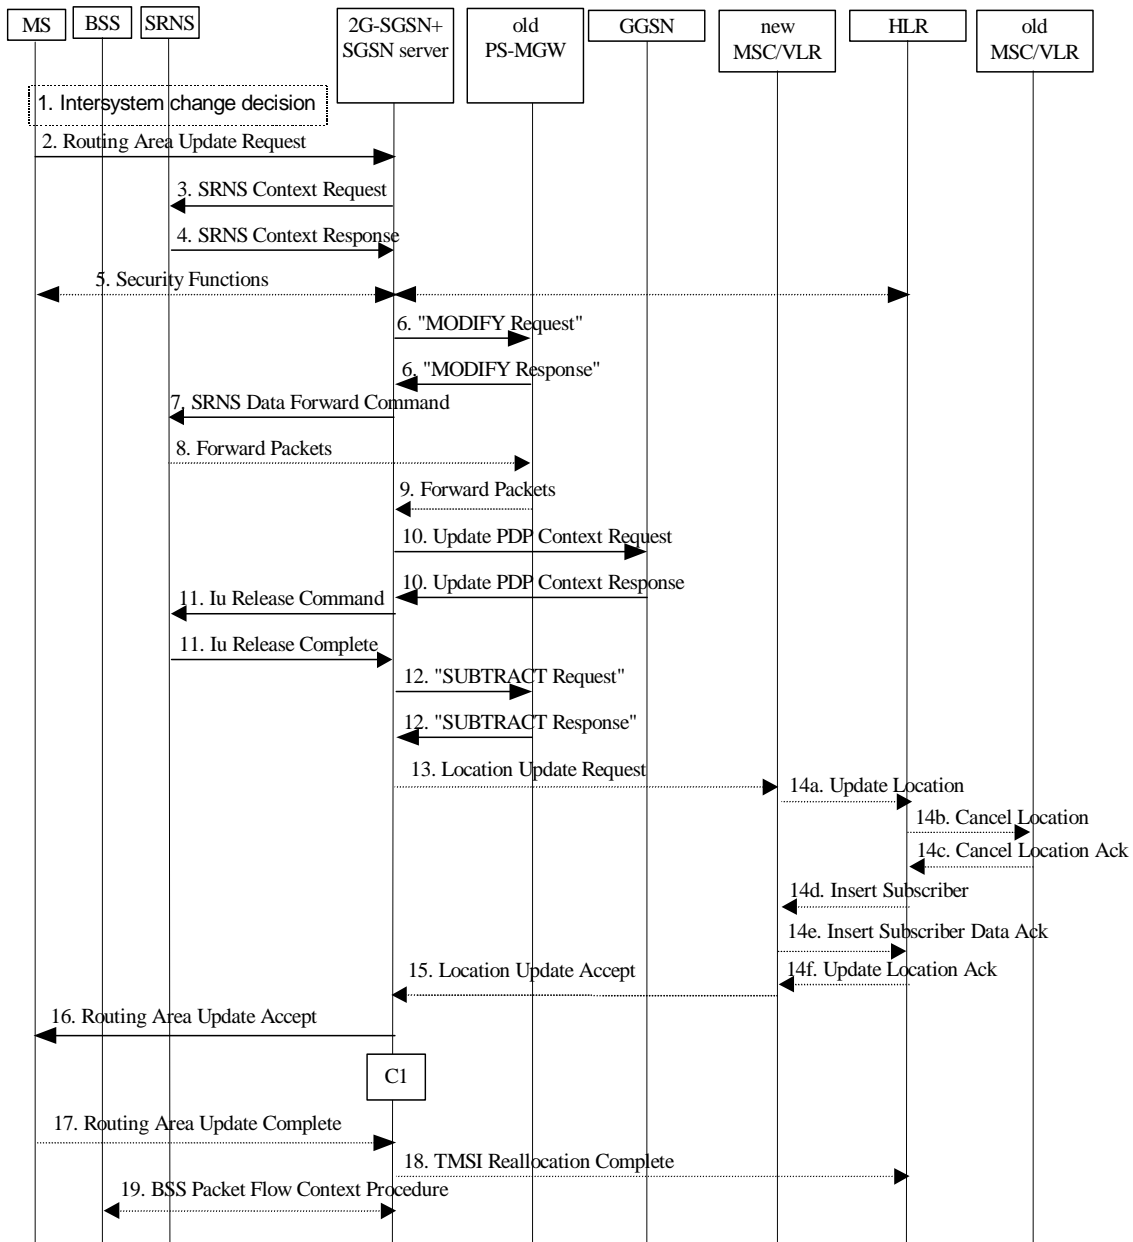 MS
BSS
SRNS
2G-SGSN+
SGSN server
old
PS-MGW
GGSN
new
MSC/VLR
HLR
old
MSC/VLR
1. Intersystem change decision
2. Routing Area Update Request
3. SRNS Context Request
4. SRNS Context Response
5. Security Functions
6. "MODIFY Request"
6. "MODIFY Response"
7. SRNS Data Forward Command
8. Forward Packets
9. Forward Packets
10. Update PDP Context Request
10. Update PDP Context Response
11. Iu Release Command
11. Iu Release Complete
12. "SUBTRACT Request"
12. "SUBTRACT Response"
13. Location Update Request
14a. Update Location
14b. Cancel Location
14c. Cancel Location Ack
14d. Insert Subscriber
14e. Insert Subscriber Data Ack
14f. Update Location Ack
15. Location Update Accept
16. Routing Area Update Accept
C1
17. Routing Area Update Complete
18. TMSI Reallocation Complete
19. BSS Packet Flow Context Procedure